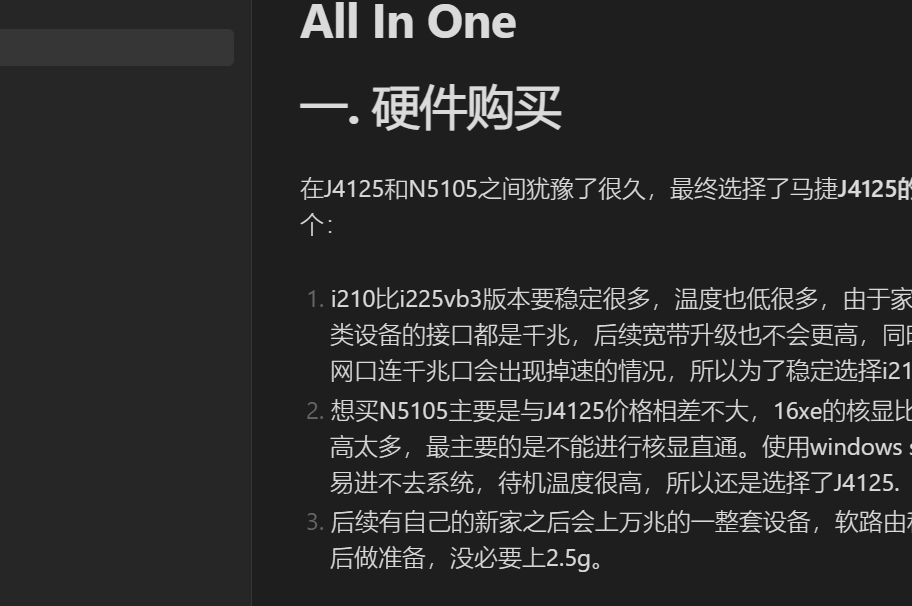 All In One
一. 硬件购买
在J4125和N5105之间犹豫了很久，最终选择了马捷J4125的
个：
1. i210比i225vb3版本要稳定很多，温度也低很多，由于家
类设备的接口都是千兆，后续宽带升级也不会更高，同时
网口连千兆口会出现掉速的情况，所以为了稳定选择i21
2. 想买N5105主要是与J4125价格相差不大，16xe的核显比
高太多，最主要的是不能进行核显直通。使用windows s
易进不去系统，待机温度很高，所以还是选择了J4125.
3. 后续有自己的新家之后会上万兆的一整套设备，软路由和
后做准备，没必要上2.5g。